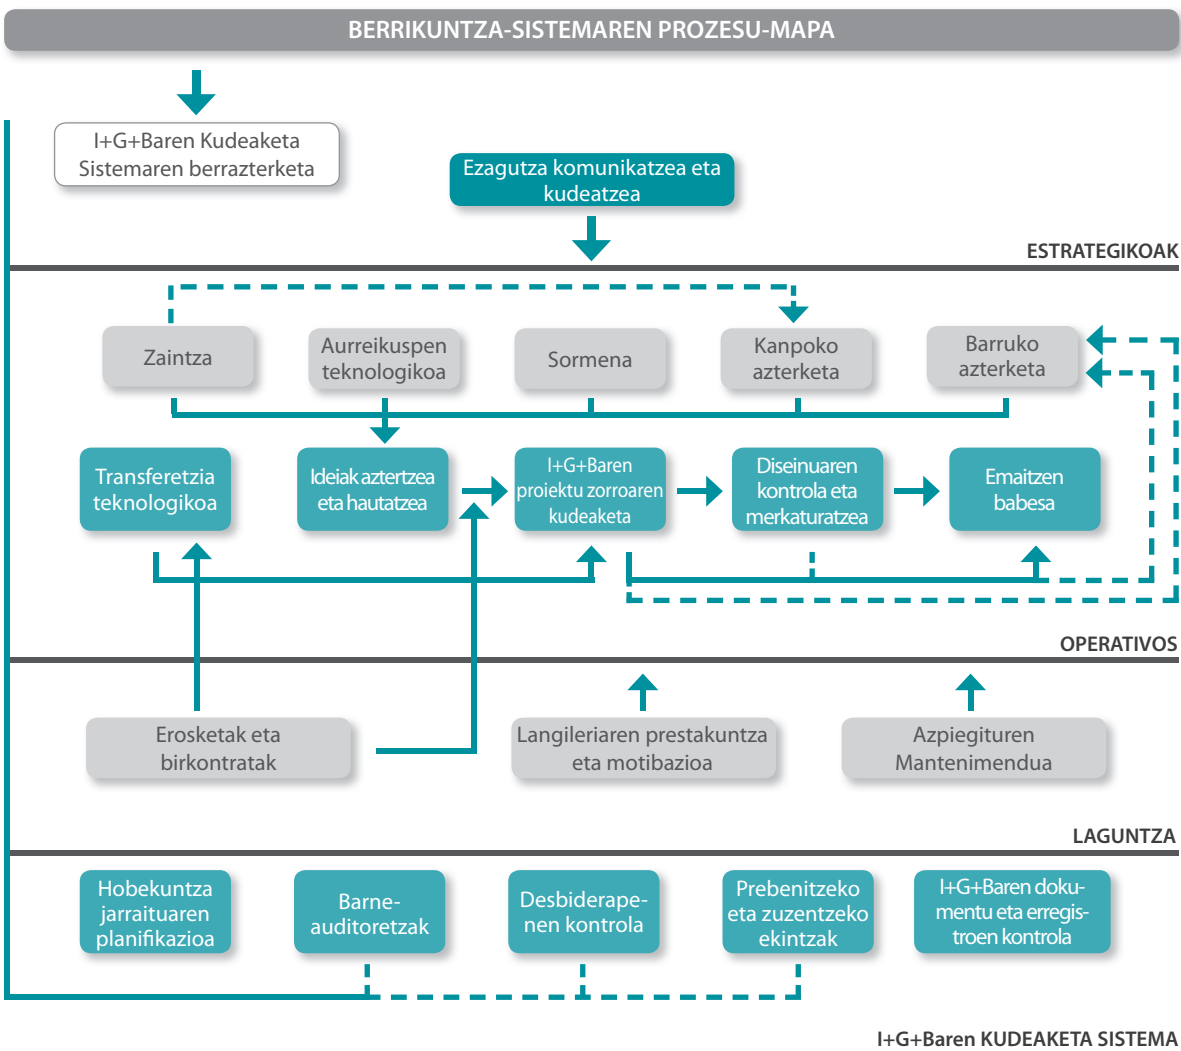 BERRIKUNTZA-SISTEMAREN PROZESU-MAPA
I+G+Baren Kudeaketa
Sistemaren berrazterketa
Ezagutza komunikatzea eta
kudeatzea
ESTRATEGIKOAK
Zaintza
Aurreikuspen
teknologikoa
Sormena
Kanpoko
azterketa
Barruko
azterketa
Transferetzia
teknologikoa
Ideiak aztertzea
eta hautatzea
I+G+Baren
proiektu zorroaren
kudeaketa
Diseinuaren
kontrola eta
merkaturatzea
Emaitzen
babesa
OPERATIVOS
Erosketak eta
birkontratak
Langileriaren prestakuntza
eta motibazioa
Azpiegituren
Mantenimendua
LAGUNTZA
Hobekuntza
jarraituaren
planifikazioa
Barne-
auditoretzak
Desbiderape-
nen kontrola
Prebenitzeko
eta zuzentzeko
ekintzak
I+G+Baren doku-
mentu eta erregis-
troen kontrola
I+G+Baren KUDEAKETA SISTEMA